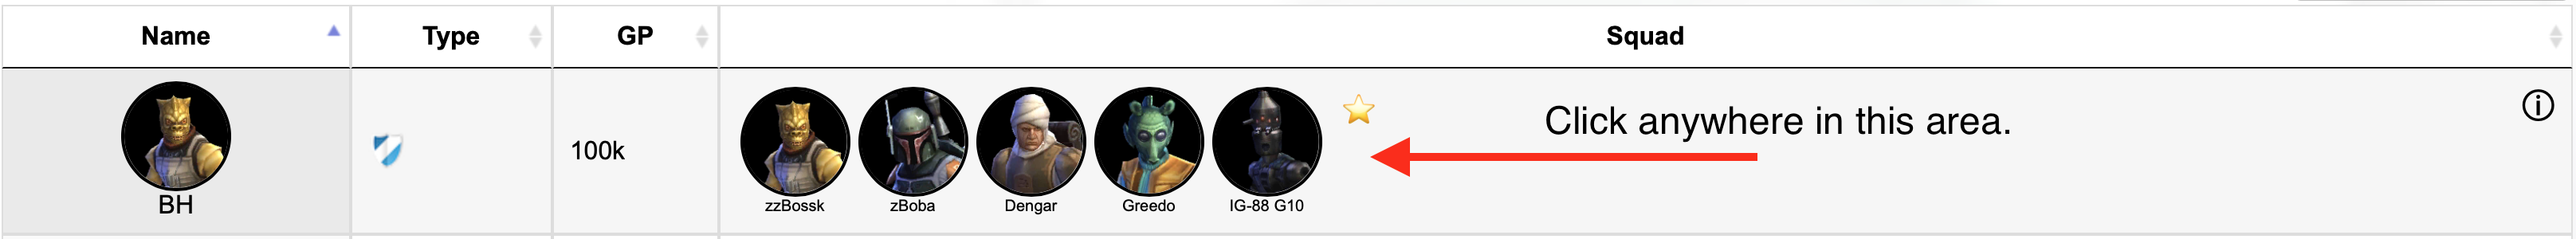 Name Type GP Squad
BH
100k
zzBossk zBoba Dengar Greedo IG-88 G10
Click anywhere in this area.